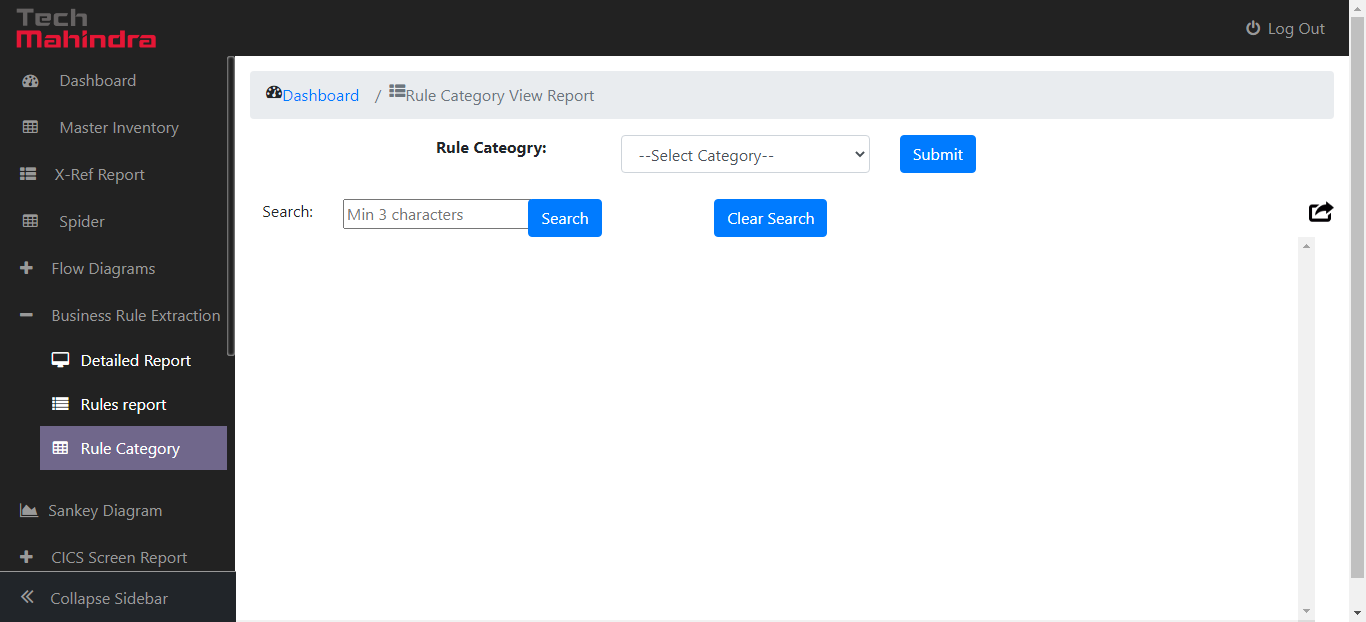 Tech
Mahindra
Log Out
Dashboard
Master Inventory
X-Ref Report
Spider
Flow Diagrams
Business Rule Extraction
Detailed Report
Rules report
Rule Category
Sankey Diagram
CICS Screen Report
Collapse Sidebar
Dashboard / Rule Category View Report
Rule Cateogry: --Select Category-- Submit
Search: Min 3 characters Search Clear Search